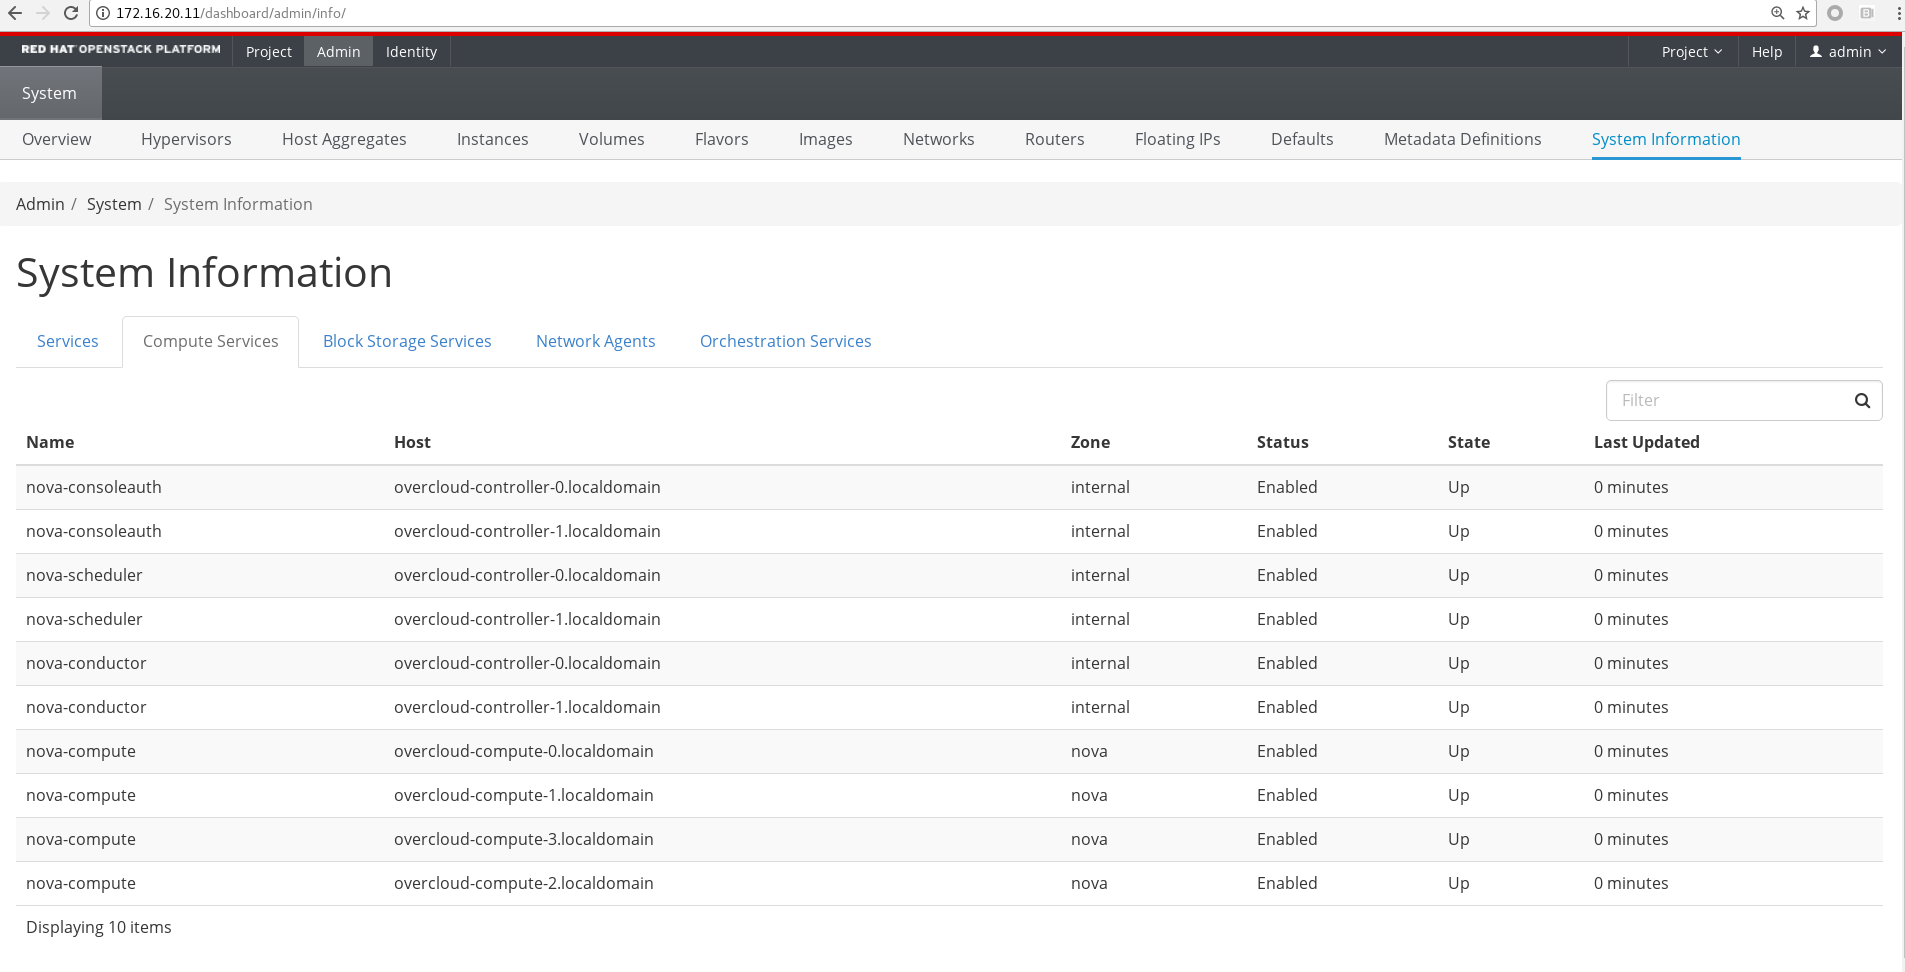 172.16.20.11/dashboard/admin/info/
RED HAT OPENSTACK PLATFORM Project Admin Identity Project Help admin
System
Overview Hypervisors Host Aggregates Instances Volumes Flavors Images Networks Routers Floating IPs Defaults Metadata Definitions System Information
Admin / System / System Information
System Information
Services Compute Services Block Storage Services Network Agents Orchestration Services
Filter
Name Host Zone Status State Last Updated
nova-consoleauth overcloud-controller-0.localdomain internal Enabled Up 0 minutes
nova-consoleauth overcloud-controller-1.localdomain internal Enabled Up 0 minutes
nova-scheduler overcloud-controller-0.localdomain internal Enabled Up 0 minutes
nova-scheduler overcloud-controller-1.localdomain internal Enabled Up 0 minutes
nova-conductor overcloud-controller-0.localdomain internal Enabled Up 0 minutes
nova-conductor overcloud-controller-1.localdomain internal Enabled Up 0 minutes
nova-compute overcloud-compute-0.localdomain nova Enabled Up 0 minutes
nova-compute overcloud-compute-1.localdomain nova Enabled Up 0 minutes
nova-compute overcloud-compute-3.localdomain nova Enabled Up 0 minutes
nova-compute overcloud-compute-2.localdomain nova Enabled Up 0 minutes
Displaying 10 items